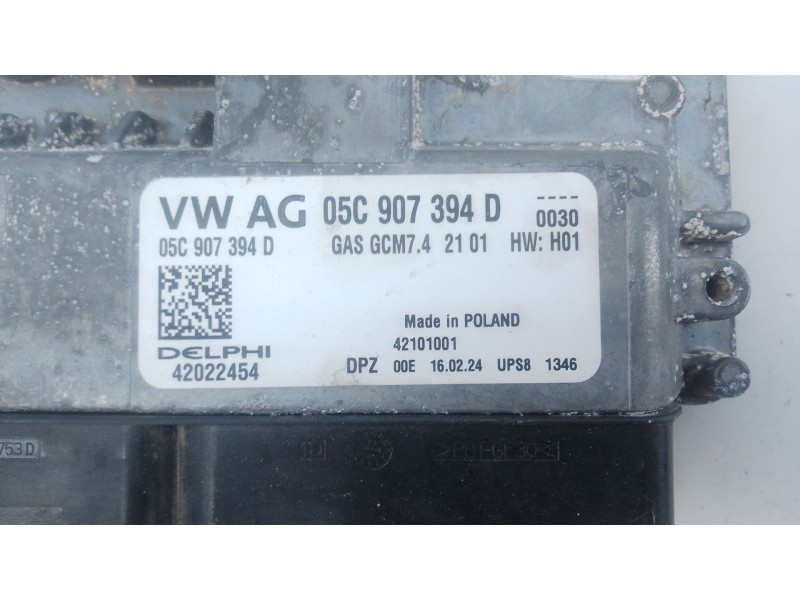 VW AG 05C 907 394 D ----
0030
05C 907 394 D GAS GCM7.4 21 01 HW: H01
Made in POLAND
DELPHI 42101001
42022454 DPZ 00E 16.02.24 UPS8 1346
753 D